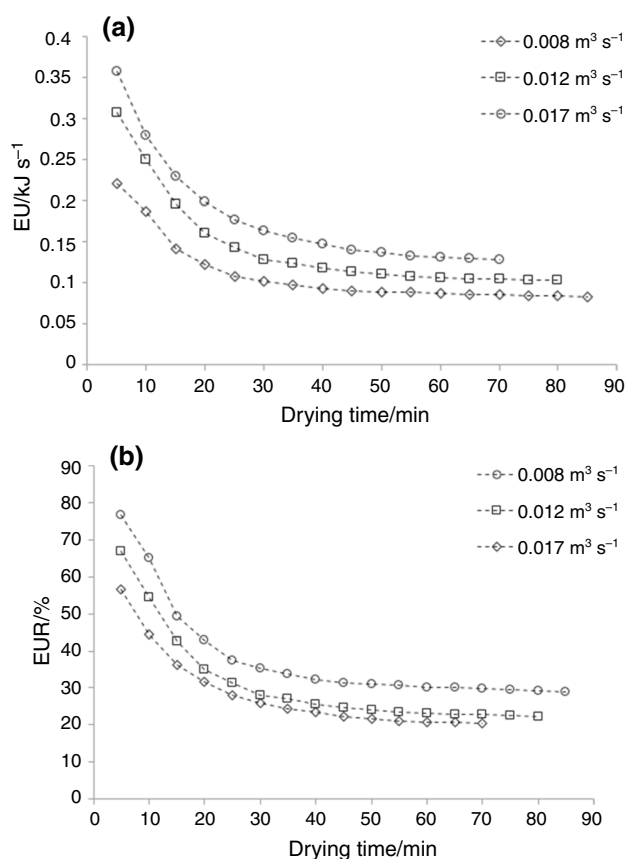 (a)
0.4
0.35
0.3
0.25
0.2
0.15
0.1
0.05
0
EU/kJ s⁻¹
0.008 m³ s⁻¹
0.012 m³ s⁻¹
0.017 m³ s⁻¹
0 10 20 30 40 50 60 70 80 90
Drying time/min
(b)
90
80
70
60
50
40
30
20
10
0
EUR/%
0.008 m³ s⁻¹
0.012 m³ s⁻¹
0.017 m³ s⁻¹
0 10 20 30 40 50 60 70 80 90
Drying time/min